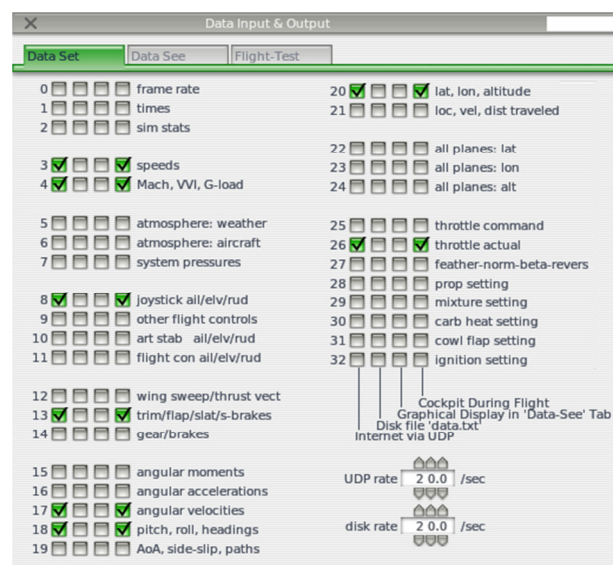 Data Input & Output
Data Set
Data See
Flight-Test
0 frame rate
1 times
2 sim stats
3 speeds
4 Mach, VVI, G-load
5 atmosphere: weather
6 atmosphere: aircraft
7 system pressures
8 joystick ail/elv/rud
9 other flight controls
10 art stab ail/elv/rud
11 flight con ail/elv/rud
12 wing sweep/thrust vect
13 trim/flap/slat/s-brakes
14 gear/brakes
15 angular moments
16 angular accelerations
17 angular velocities
18 pitch, roll, headings
19 AoA, side-slip, paths
20 lat, lon, altitude
21 loc, vel, dist traveled
22 all planes: lat
23 all planes: lon
24 all planes: alt
25 throttle command
26 throttle actual
27 feather-norm-beta-revers
28 prop setting
29 mixture setting
30 carb heat setting
31 cowl flap setting
32 ignition setting
Cockpit During Flight
Graphical Display in 'Data-See' Tab
Disk file 'data.txt'
Internet via UDP
UDP rate 2 0.0 /sec
disk rate 2 0.0 /sec